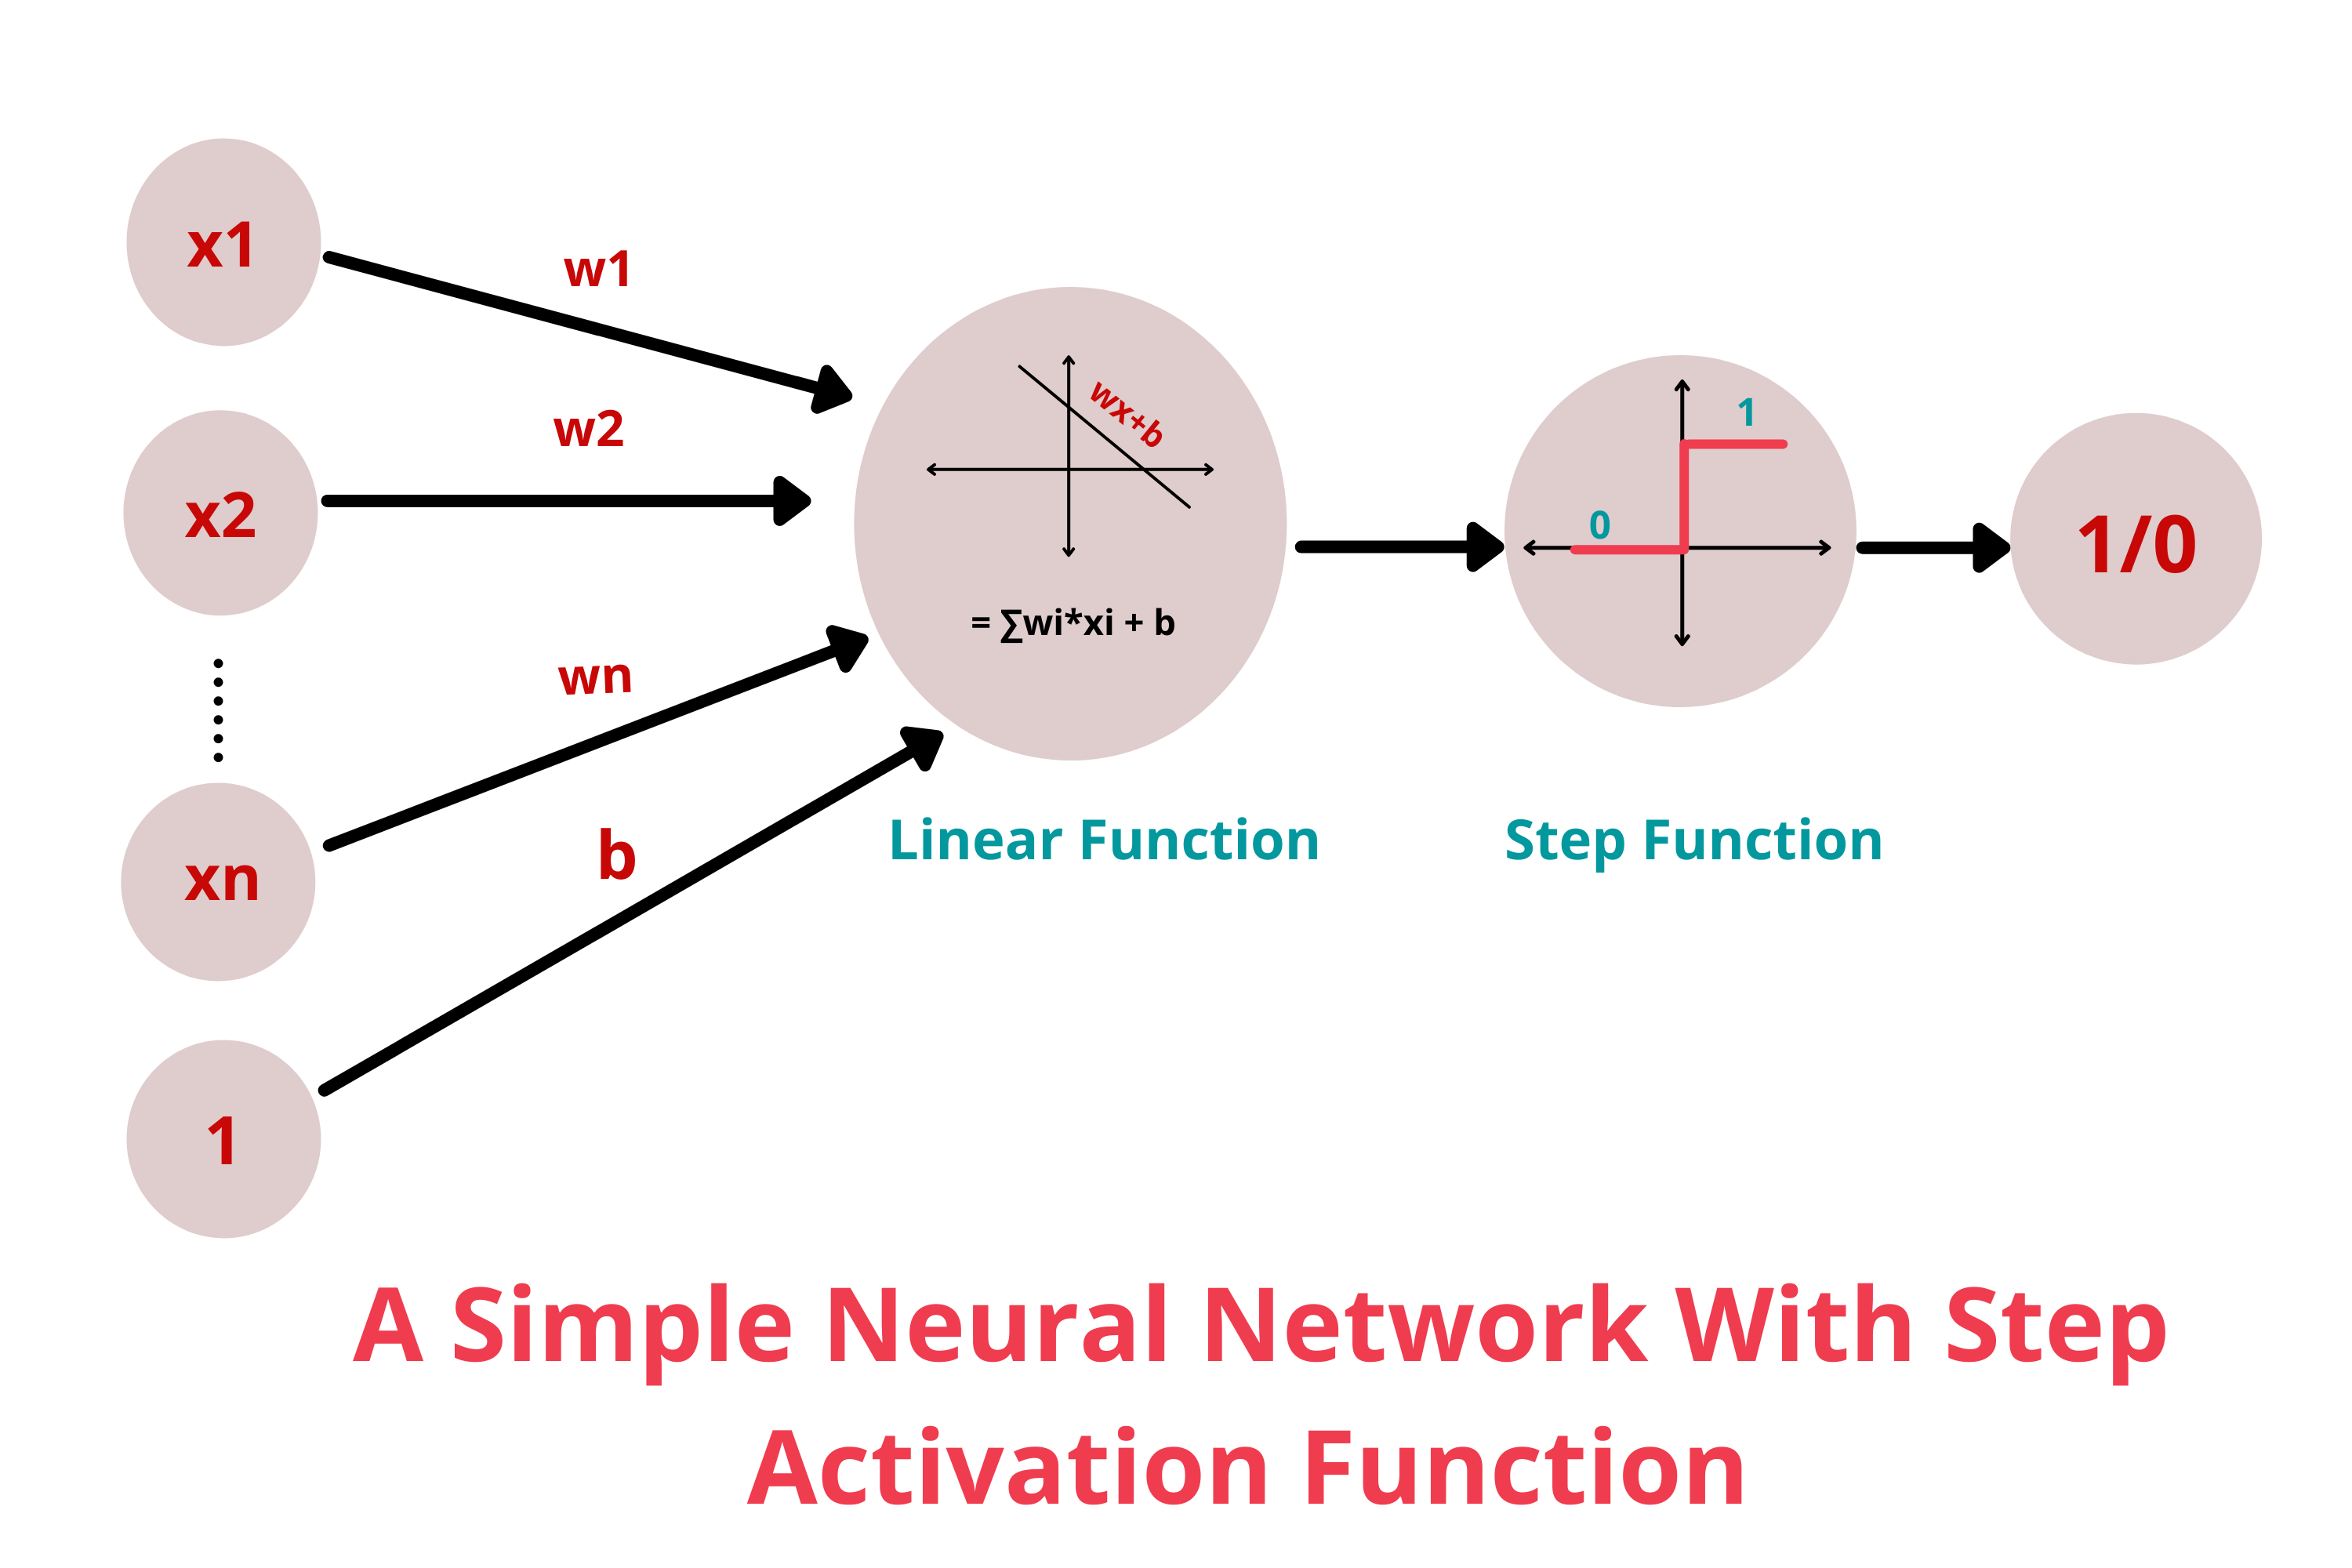 x1
w1
x2
w2
wn
xn
b
1
wx+b
= ∑wi*xi + b
Linear Function
1
0
Step Function
1/0
A Simple Neural Network With Step
Activation Function